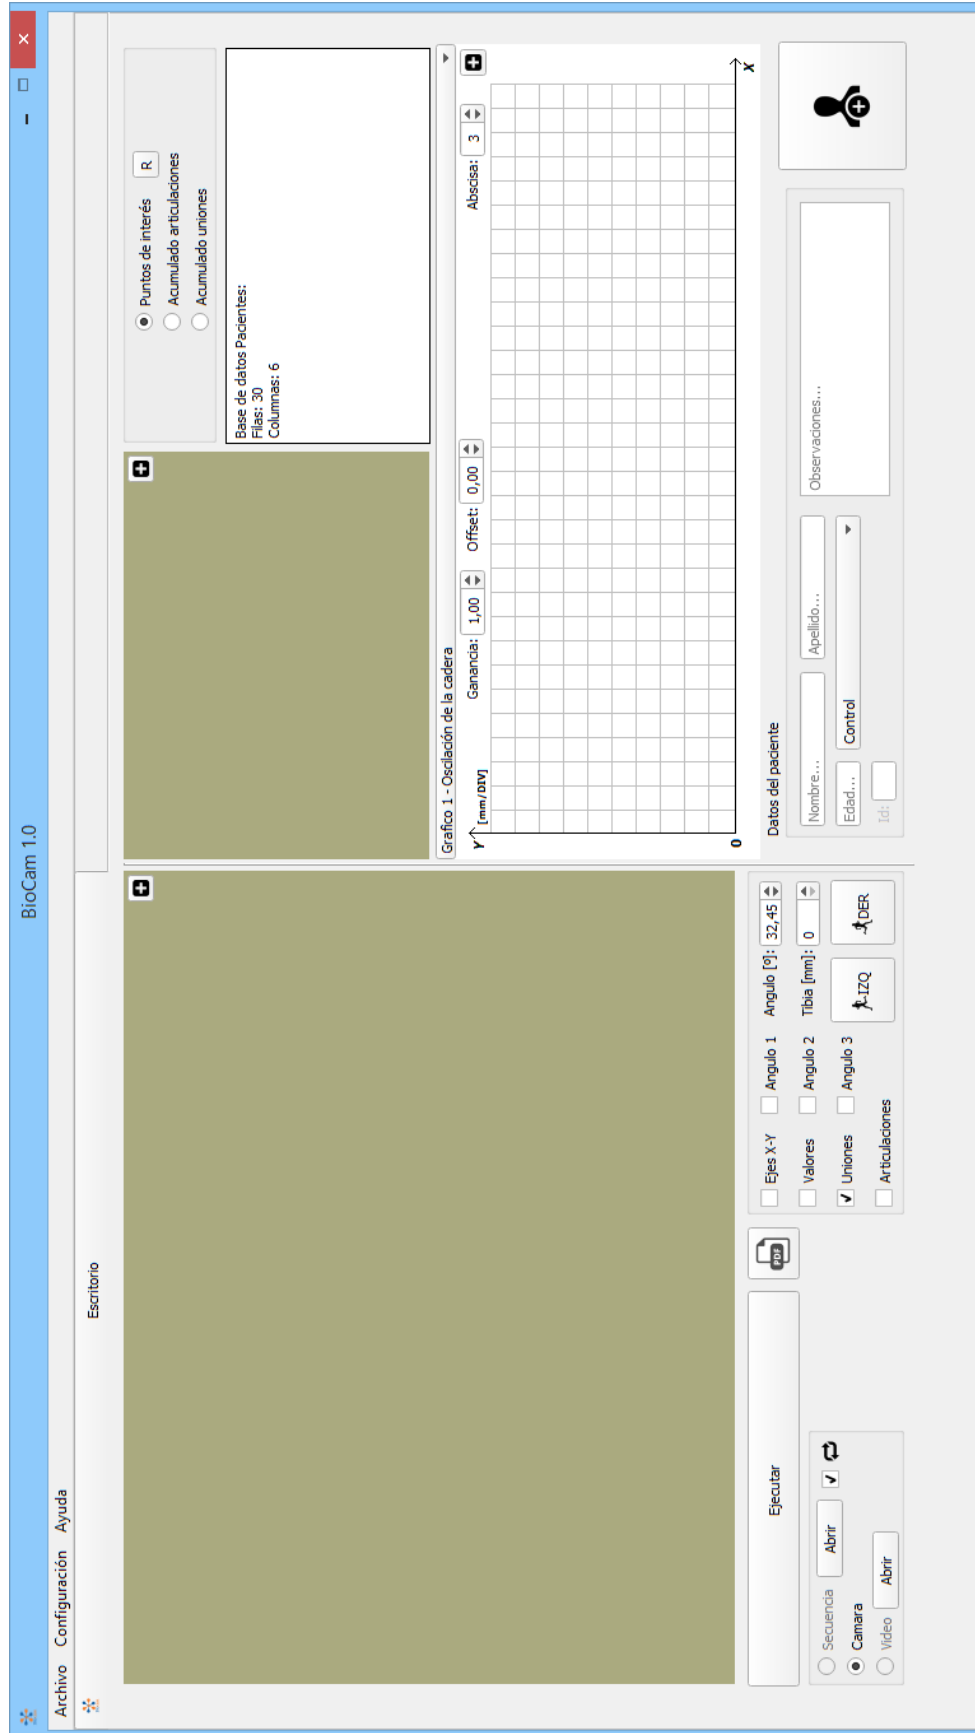 BioCam 1.0
Archivo Configuración Ayuda
Escritorio
Puntos de interés R
Acumulado articulaciones
Acumulado uniones
Base de datos Pacientes:
Filas: 30
Columnas: 6
Grafico 1 - Oscilación de la cadera
Y [mm/DIV] Ganancia: 1,00 Offset: 0,00 Abscisa: 3
0 X
Ejecutar
PDF
Secuencia Abrir
Camara
Video Abrir
Ejes X-Y Angulo 1 Angulo [º]: 32,45
Valores Angulo 2 Tibia [mm]: 0
Uniones Angulo 3 IZQ DER
Articulaciones
Datos del paciente
Nombre... Apellido... Observaciones...
Edad... Control
Id: